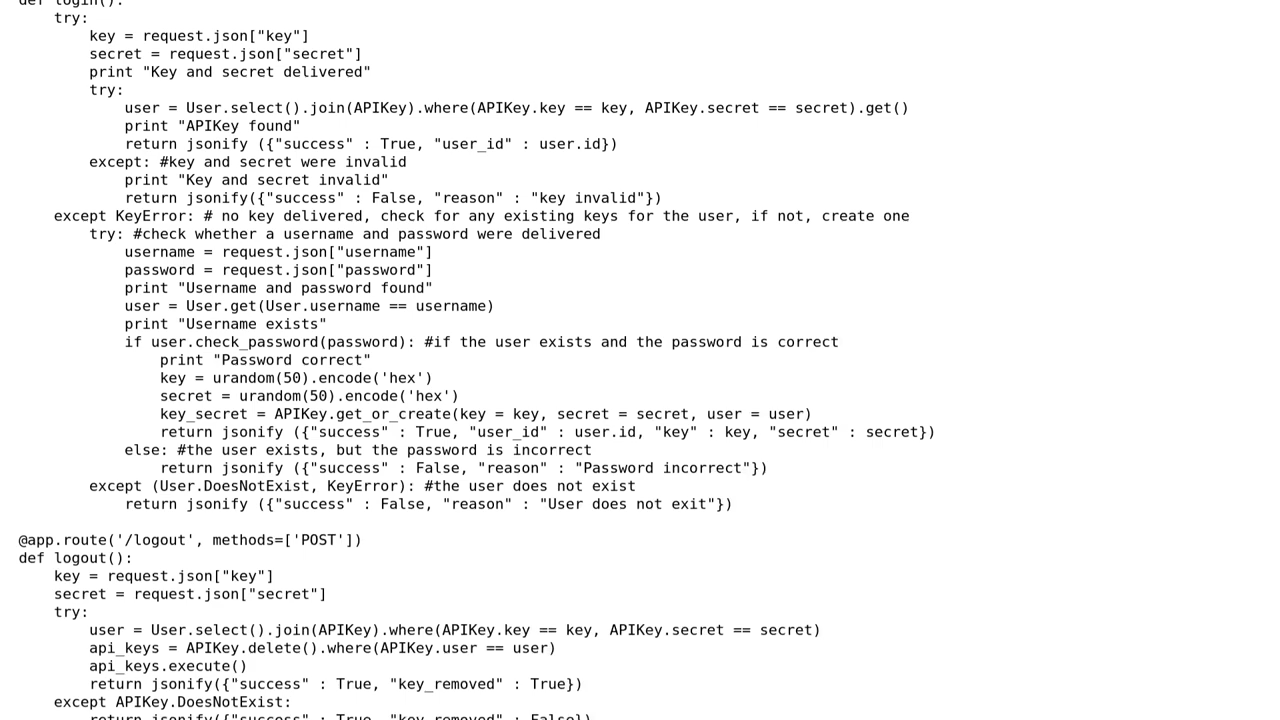 def login():
    try:
        key = request.json["key"]
        secret = request.json["secret"]
        print "Key and secret delivered"
        try:
            user = User.select().join(APIKey).where(APIKey.key == key, APIKey.secret == secret).get()
            print "APIKey found"
            return jsonify ({"success" : True, "user_id" : user.id})
        except: #key and secret were invalid
            print "Key and secret invalid"
            return jsonify({"success" : False, "reason" : "key invalid"})
    except KeyError: # no key delivered, check for any existing keys for the user, if not, create one
        try: #check whether a username and password were delivered
            username = request.json["username"]
            password = request.json["password"]
            print "Username and password found"
            user = User.get(User.username == username)
            print "Username exists"
            if user.check_password(password): #if the user exists and the password is correct
                print "Password correct"
                key = urandom(50).encode('hex')
                secret = urandom(50).encode('hex')
                key_secret = APIKey.get_or_create(key = key, secret = secret, user = user)
                return jsonify ({"success" : True, "user_id" : user.id, "key" : key, "secret" : secret})
            else: #the user exists, but the password is incorrect
                return jsonify ({"success" : False, "reason" : "Password incorrect"})
        except (User.DoesNotExist, KeyError): #the user does not exist
            return jsonify ({"success" : False, "reason" : "User does not exit"})

@app.route('/logout', methods=['POST'])
def logout():
    key = request.json["key"]
    secret = request.json["secret"]
    try:
        user = User.select().join(APIKey).where(APIKey.key == key, APIKey.secret == secret)
        api_keys = APIKey.delete().where(APIKey.user == user)
        api_keys.execute()
        return jsonify({"success" : True, "key_removed" : True})
    except APIKey.DoesNotExist:
        return jsonify({"success" : True, "key_removed" : False})